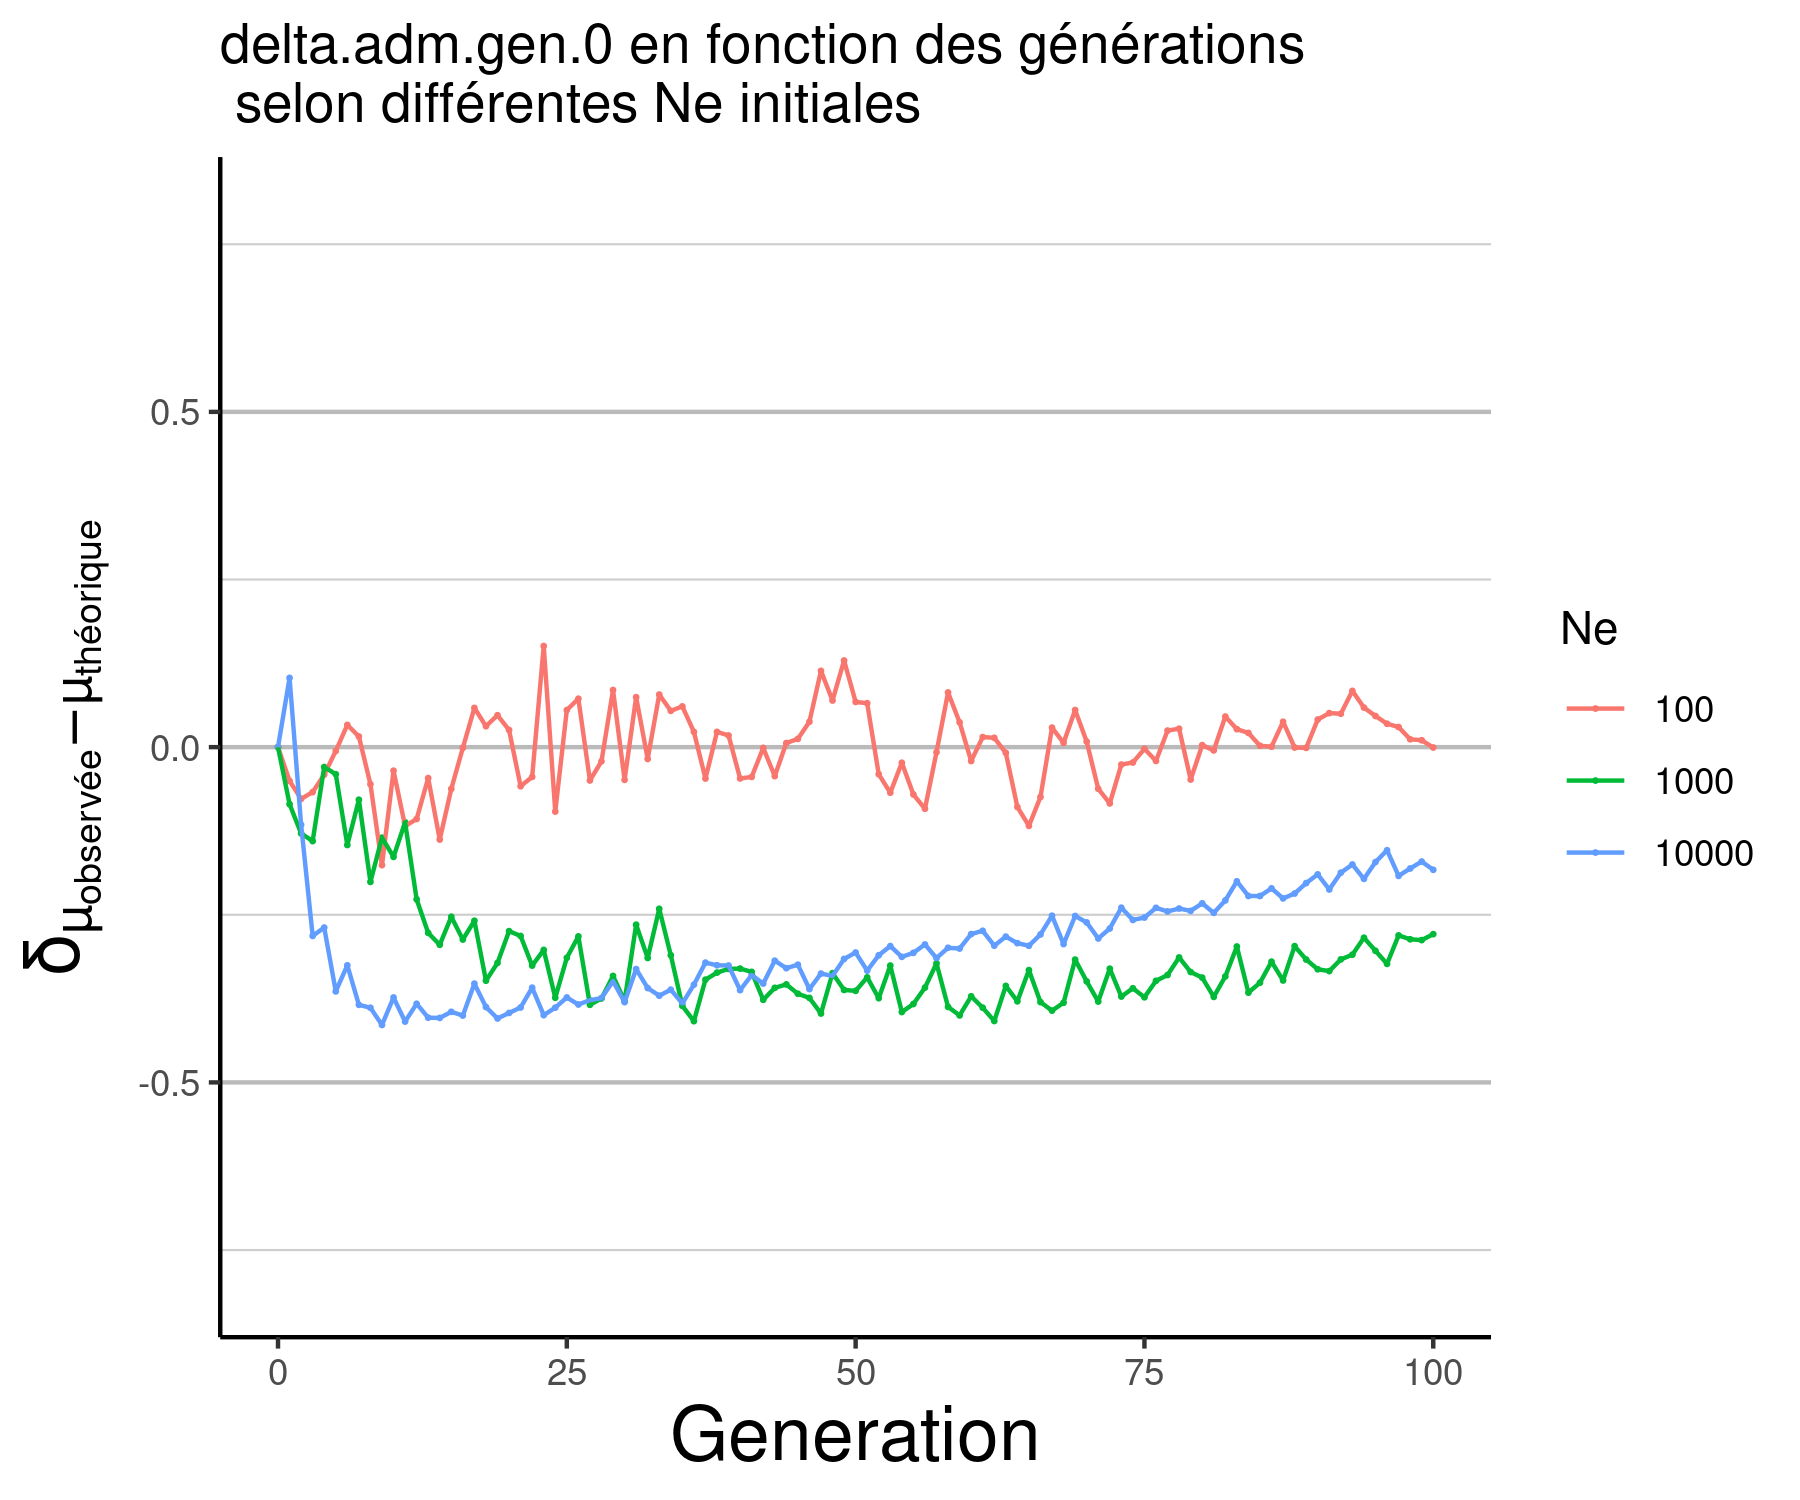 delta.adm.gen.0 en fonction des générations
selon différentes Ne initiales
δμobservée − μthéorique
0.5
0.0
-0.5
0
25
50
75
100
Generation
Ne
100
1000
10000